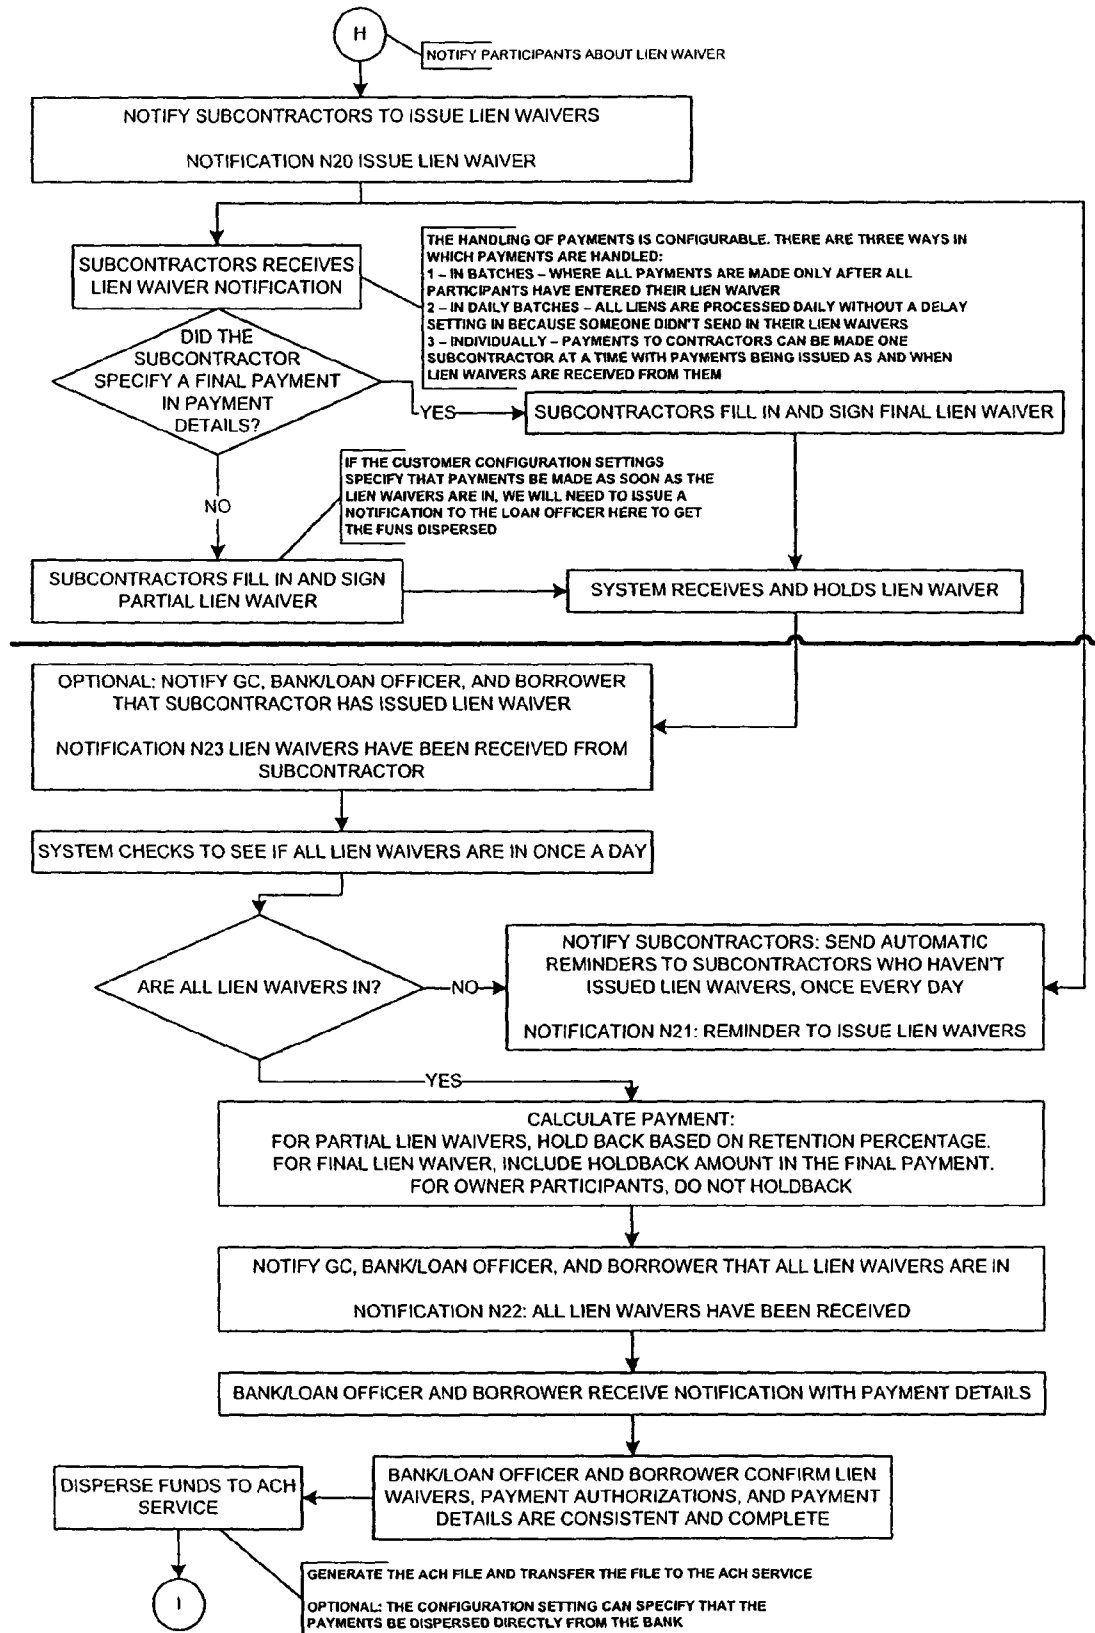 H
NOTIFY PARTICIPANTS ABOUT LIEN WAIVER
NOTIFY SUBCONTRACTORS TO ISSUE LIEN WAIVERS
NOTIFICATION N20 ISSUE LIEN WAIVER
SUBCONTRACTORS RECEIVES
LIEN WAIVER NOTIFICATION
THE HANDLING OF PAYMENTS IS CONFIGURABLE. THERE ARE THREE WAYS IN
WHICH PAYMENTS ARE HANDLED:
1 – IN BATCHES – WHERE ALL PAYMENTS ARE MADE ONLY AFTER ALL
PARTICIPANTS HAVE ENTERED THEIR LIEN WAIVER
2 – IN DAILY BATCHES – ALL LIENS ARE PROCESSED DAILY WITHOUT A DELAY
SETTING IN BECAUSE SOMEONE DIDN'T SEND IN THEIR LIEN WAIVERS
3 – INDIVIDUALLY – PAYMENTS TO CONTRACTORS CAN BE MADE ONE
SUBCONTRACTOR AT A TIME WITH PAYMENTS BEING ISSUED AS AND WHEN
LIEN WAIVERS ARE RECEIVED FROM THEM
DID THE
SUBCONTRACTOR
SPECIFY A FINAL PAYMENT
IN PAYMENT
DETAILS?
YES
SUBCONTRACTORS FILL IN AND SIGN FINAL LIEN WAIVER
NO
IF THE CUSTOMER CONFIGURATION SETTINGS
SPECIFY THAT PAYMENTS BE MADE AS SOON AS THE
LIEN WAIVERS ARE IN, WE WILL NEED TO ISSUE A
NOTIFICATION TO THE LOAN OFFICER HERE TO GET
THE FUNS DISPERSED
SUBCONTRACTORS FILL IN AND SIGN
PARTIAL LIEN WAIVER
SYSTEM RECEIVES AND HOLDS LIEN WAIVER
OPTIONAL: NOTIFY GC, BANK/LOAN OFFICER, AND BORROWER
THAT SUBCONTRACTOR HAS ISSUED LIEN WAIVER
NOTIFICATION N23 LIEN WAIVERS HAVE BEEN RECEIVED FROM
SUBCONTRACTOR
SYSTEM CHECKS TO SEE IF ALL LIEN WAIVERS ARE IN ONCE A DAY
ARE ALL LIEN WAIVERS IN?
NO
NOTIFY SUBCONTRACTORS: SEND AUTOMATIC
REMINDERS TO SUBCONTRACTORS WHO HAVEN'T
ISSUED LIEN WAIVERS, ONCE EVERY DAY
NOTIFICATION N21: REMINDER TO ISSUE LIEN WAIVERS
YES
CALCULATE PAYMENT:
FOR PARTIAL LIEN WAIVERS, HOLD BACK BASED ON RETENTION PERCENTAGE.
FOR FINAL LIEN WAIVER, INCLUDE HOLDBACK AMOUNT IN THE FINAL PAYMENT.
FOR OWNER PARTICIPANTS, DO NOT HOLDBACK
NOTIFY GC, BANK/LOAN OFFICER, AND BORROWER THAT ALL LIEN WAIVERS ARE IN
NOTIFICATION N22: ALL LIEN WAIVERS HAVE BEEN RECEIVED
BANK/LOAN OFFICER AND BORROWER RECEIVE NOTIFICATION WITH PAYMENT DETAILS
BANK/LOAN OFFICER AND BORROWER CONFIRM LIEN
WAIVERS, PAYMENT AUTHORIZATIONS, AND PAYMENT
DETAILS ARE CONSISTENT AND COMPLETE
DISPERSE FUNDS TO ACH
SERVICE
I
GENERATE THE ACH FILE AND TRANSFER THE FILE TO THE ACH SERVICE
OPTIONAL: THE CONFIGURATION SETTING CAN SPECIFY THAT THE
PAYMENTS BE DISPERSED DIRECTLY FROM THE BANK